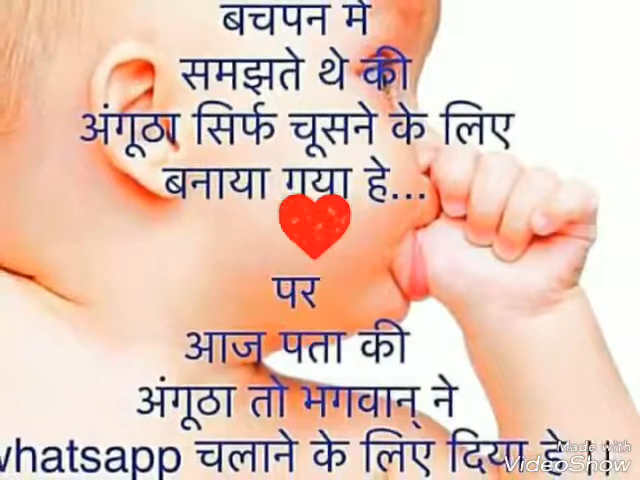 बचपन मे
समझते थे की
अंगूठा सिर्फ चूसने के लिए
बनाया गया हे...
पर
आज पता की
अंगूठा तो भगवान् ने
whatsapp चलाने के लिए दिया हे ।।
Made with
VideoShow